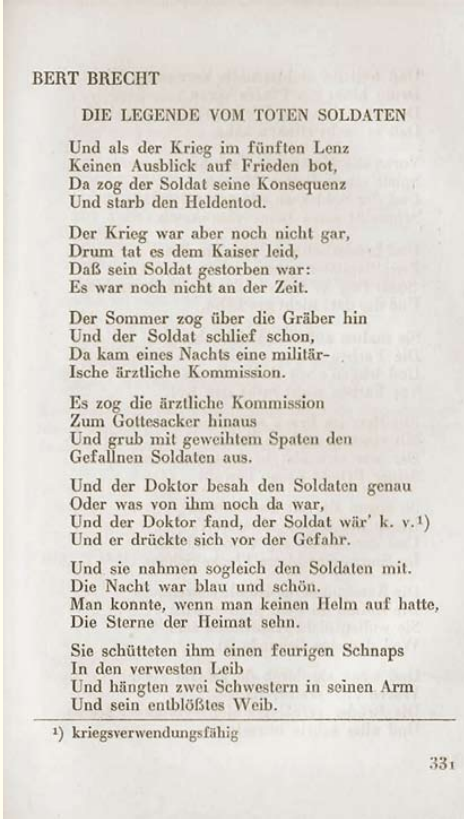 BERT BRECHT
DIE LEGENDE VOM TOTEN SOLDATEN
Und als der Krieg im fünften Lenz
Keinen Ausblick auf Frieden bot,
Da zog der Soldat seine Konsequenz
Und starb den Heldentod.
Der Krieg war aber noch nicht gar,
Drum tat es dem Kaiser leid,
Daß sein Soldat gestorben war:
Es war noch nicht an der Zeit.
Der Sommer zog über die Gräber hin
Und der Soldat schlief schon,
Da kam eines Nachts eine militär-
Ische ärztliche Kommission.
Es zog die ärztliche Kommission
Zum Gottesacker hinaus
Und grub mit geweihtem Spaten den
Gefallnen Soldaten aus.
Und der Doktor besah den Soldaten genau
Oder was von ihm noch da war,
Und der Doktor fand, der Soldat wär' k. v.¹)
Und er drückte sich vor der Gefahr.
Und sie nahmen sogleich den Soldaten mit.
Die Nacht war blau und schön.
Man konnte, wenn man keinen Helm auf hatte,
Die Sterne der Heimat sehn.
Sie schütteten ihm einen feurigen Schnaps
In den verwesten Leib
Und hängten zwei Schwestern in seinen Arm
Und sein entblößtes Weib.
¹) kriegsverwendungsfähig
331